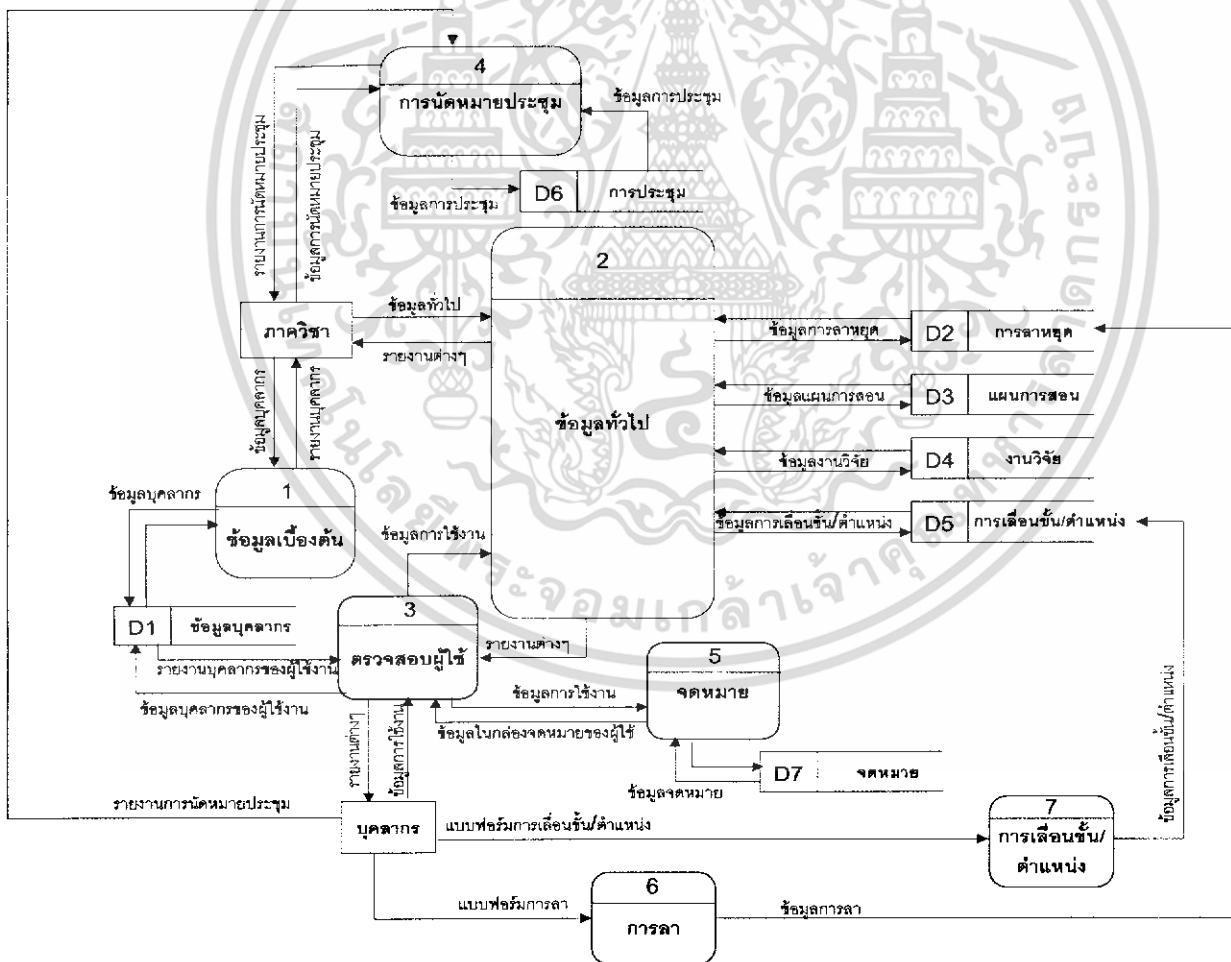 4
การนัดหมายประชุม
ข้อมูลการประชุม
รายงานการนัดหมายประชุม
ข้อมูลการนัดหมายประชุม
ข้อมูลการประชุม
D6 การประชุม
2
ข้อมูลทั่วไป
ข้อมูลทั่วไป
ภาควิชา
รายงานต่างๆ
ข้อมูลการลาหยุด
D2 การลาหยุด
ข้อมูลแผนการสอน
D3 แผนการสอน
ข้อมูลงานวิจัย
D4 งานวิจัย
ข้อมูลการเลื่อนขั้น/ตำแหน่ง
D5 การเลื่อนขั้น/ตำแหน่ง
ข้อมูลบุคลากร
รายงานบุคลากร
ข้อมูลบุคลากร
1
ข้อมูลเบื้องต้น
ข้อมูลการใช้งาน
D1 ข้อมูลบุคลากร
3
ตรวจสอบผู้ใช้
รายงานต่างๆ
รายงานบุคลากรของผู้ใช้งาน
ข้อมูลบุคลากรของผู้ใช้งาน
ข้อมูลการใช้งาน
ข้อมูลในกล่องจดหมายของผู้ใช้
5
จดหมาย
D7 จดหมาย
ข้อมูลจดหมาย
รายงานต่างๆ
ข้อมูลการใช้งาน
รายงานการนัดหมายประชุม
บุคลากร
แบบฟอร์มการเลื่อนขั้น/ตำแหน่ง
7
การเลื่อนขั้น/
ตำแหน่ง
ข้อมูลการเลื่อนขั้น/ตำแหน่ง
แบบฟอร์มการลา
6
การลา
ข้อมูลการลา